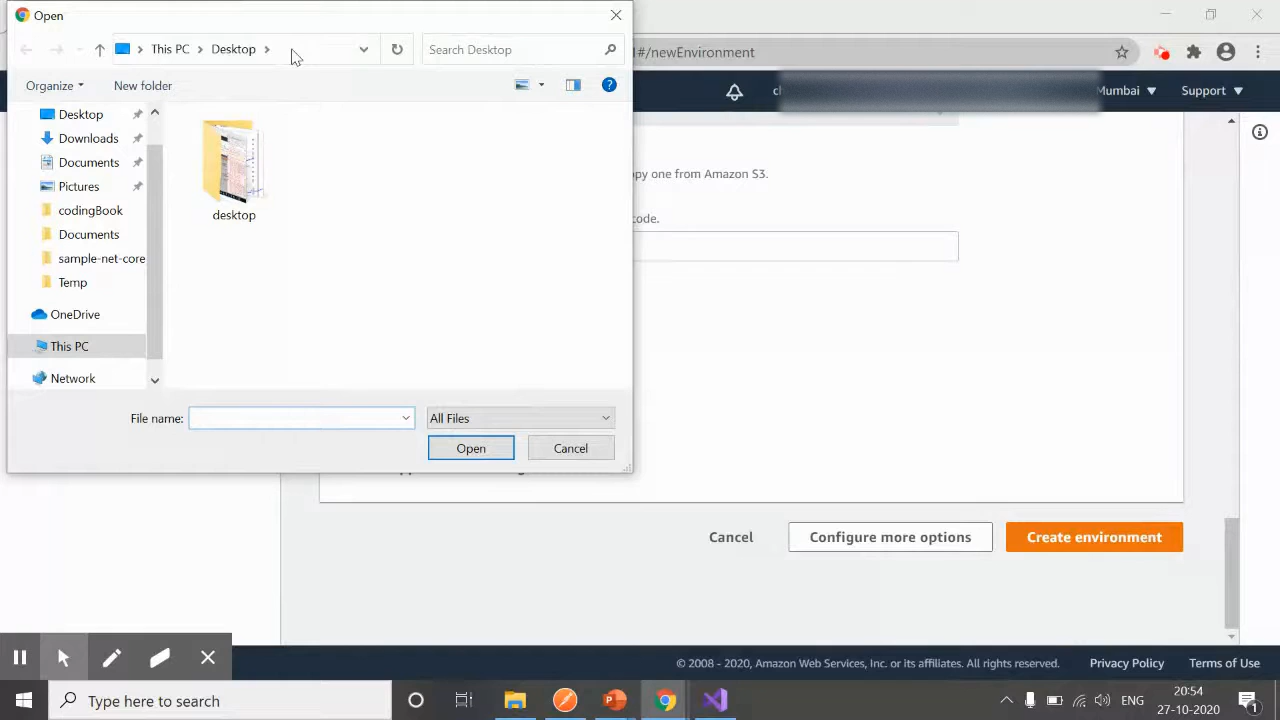 Open
1#/newEnvironment
This PC
Desktop
Search Desktop
Organize
New folder
Mumbai
Support
Desktop
Downloads
Documents
Pictures
codingBook
Documents
sample-net-core
Temp
OneDrive
This PC
Network
desktop
opy one from Amazon S3.
code.
File name:
All Files
Open
Cancel
Cancel
Configure more options
Create environment
© 2008 - 2020, Amazon Web Services, Inc. or its affiliates. All rights reserved.
Privacy Policy
Terms of Use
Type here to search
ENG
20:54
27-10-2020
1